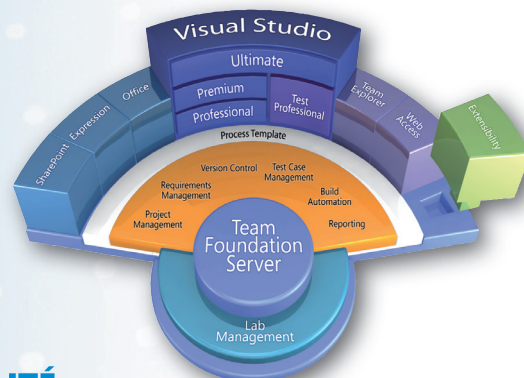 Visual Studio
Ultimate
Premium
Professional
Test
Professional
SharePoint
Expression
Office
Team
Explorer
Web
Access
Extensibility
Process Template
Version Control
Test Case
Management
Requirements
Management
Build
Automation
Project
Management
Reporting
Team
Foundation
Server
Lab
Management